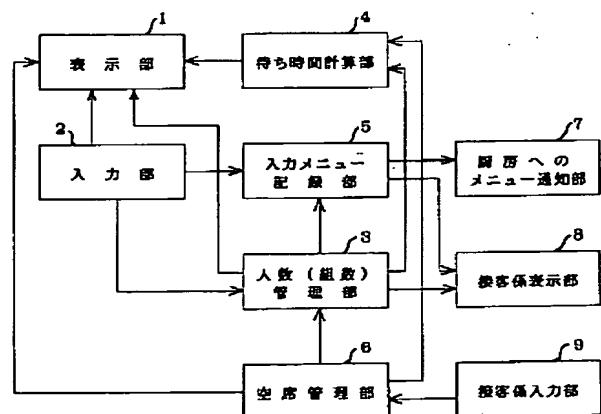 1
表示部
4
待ち時間計算部
2
入力部
5
入力メニュー
記録部
7
厨房への
メニュー通知部
3
人数(組数)
管理部
8
接客係表示部
6
空席管理部
9
接客係入力部